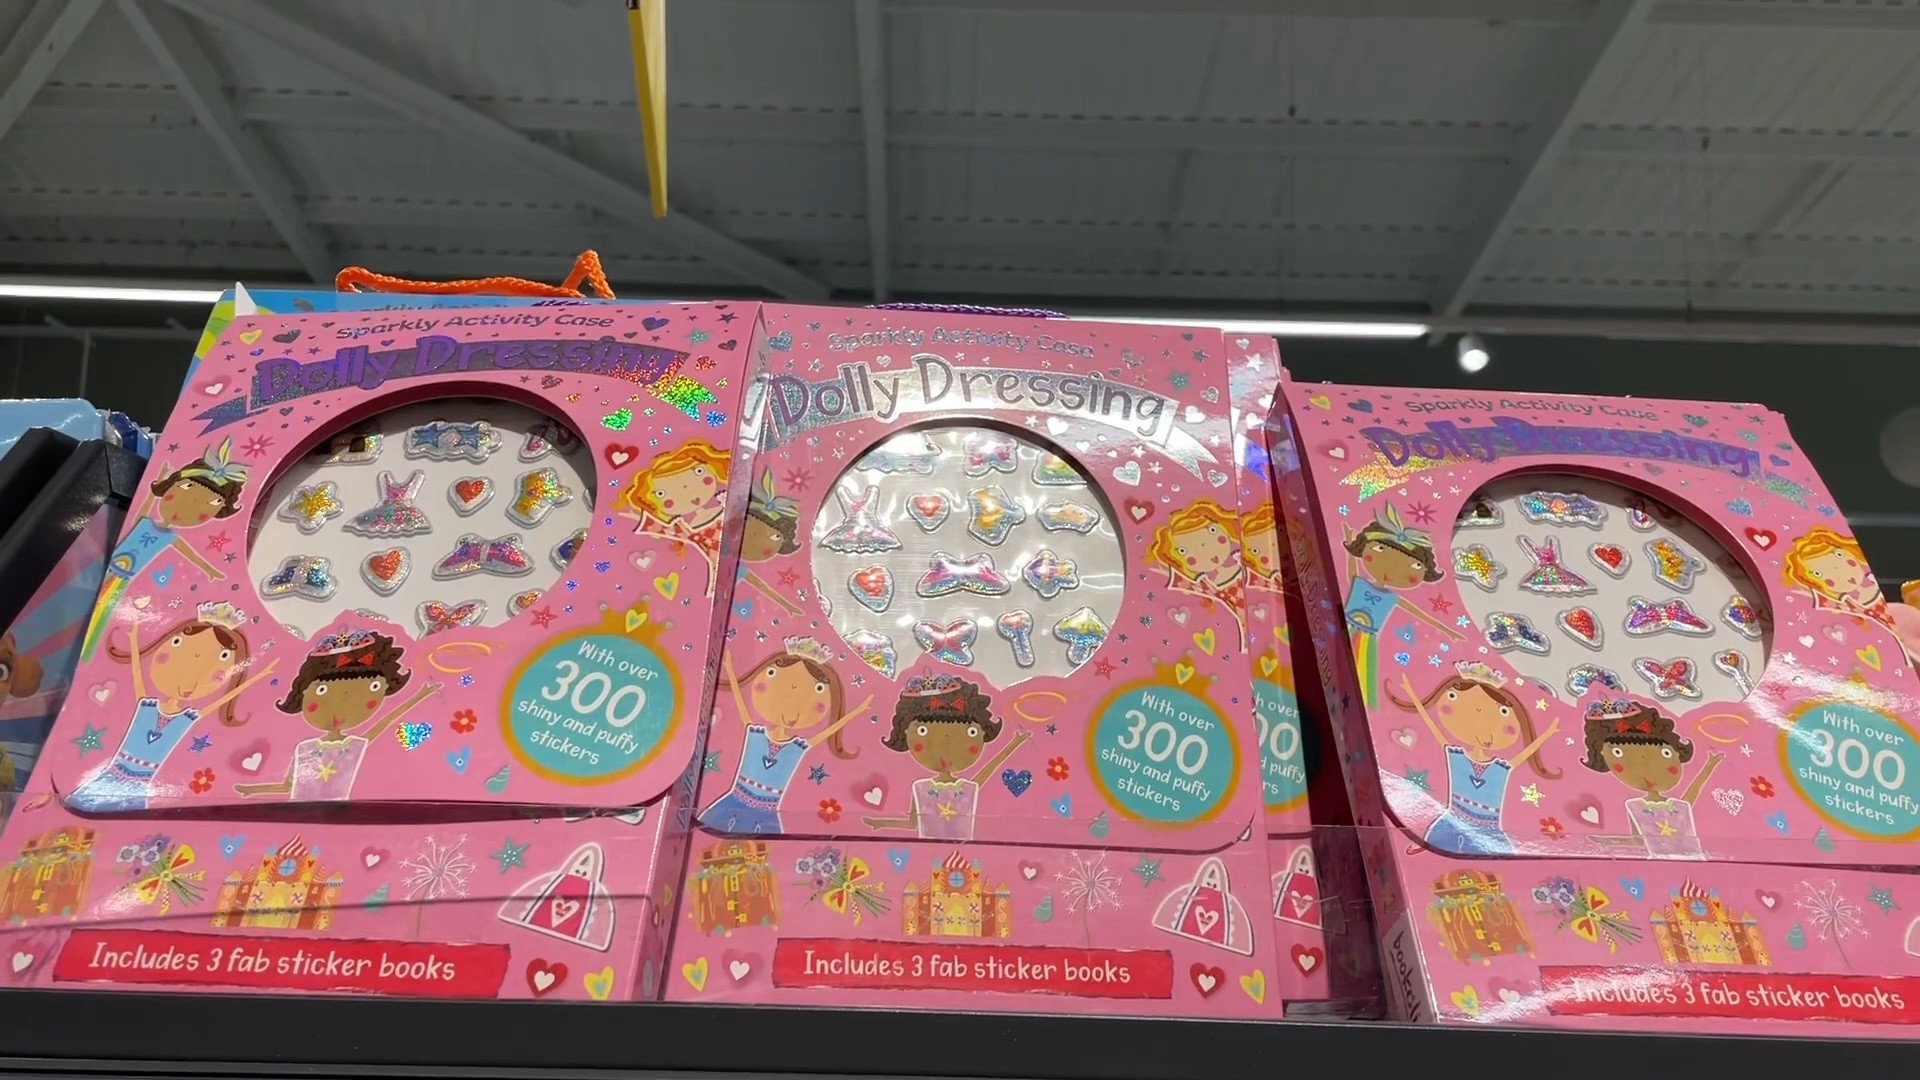 Sparkly Activity Case
Dolly Dressing
With over
300
shiny and puffy
stickers
Includes 3 fab sticker books
Sparkly Activity Case
Dolly Dressing
With over
300
shiny and puffy
stickers
Includes 3 fab sticker books
Sparkly Activity Case
Dolly Dressing
With over
300
shiny and puffy
stickers
Includes 3 fab sticker books